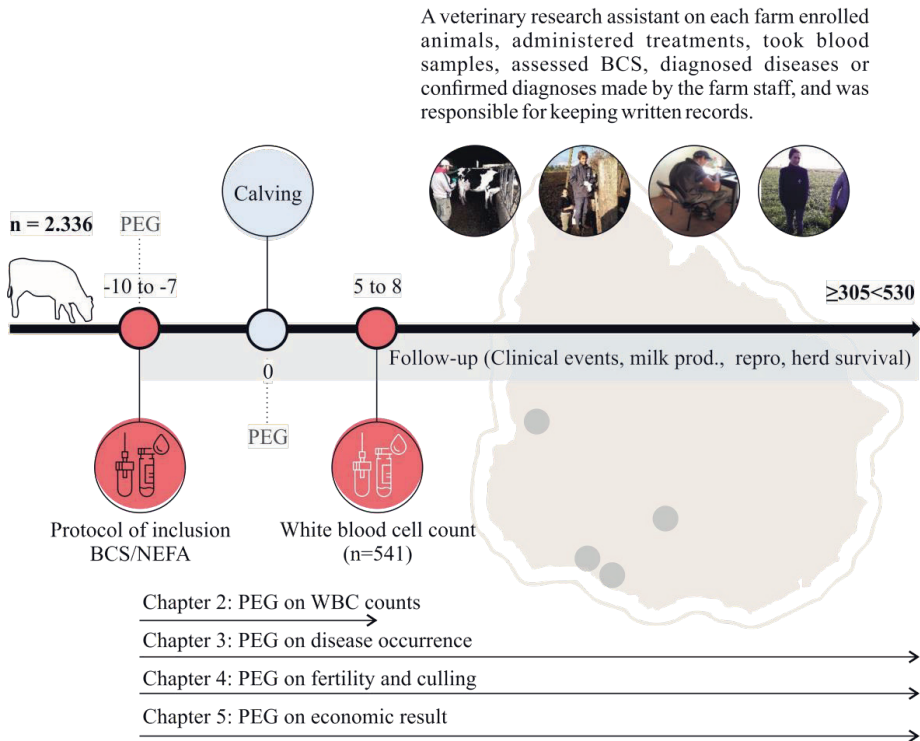 A veterinary research assistant on each farm enrolled
animals, administered treatments, took blood
samples, assessed BCS, diagnosed diseases or
confirmed diagnoses made by the farm staff, and was
responsible for keeping written records.
Calving
n = 2.336
PEG
-10 to -7
5 to 8
≥305<530
Follow-up (Clinical events, milk prod., repro, herd survival)
0
PEG
Protocol of inclusion
BCS/NEFA
White blood cell count
(n=541)
Chapter 2: PEG on WBC counts
Chapter 3: PEG on disease occurrence
Chapter 4: PEG on fertility and culling
Chapter 5: PEG on economic result